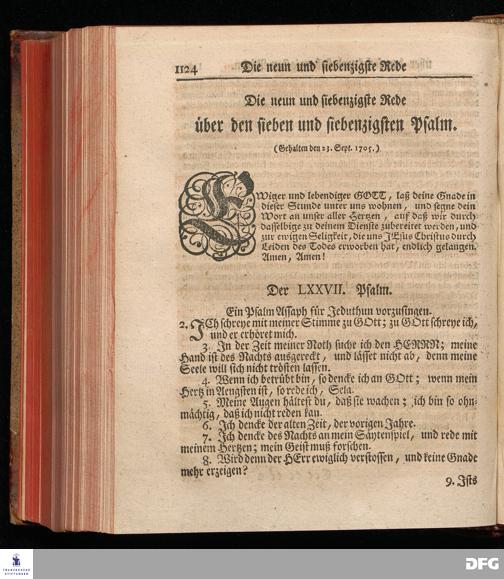 1124 Die neun und siebenzigste Rede
Die neun und siebenzigste Rede
über den sieben und siebenzigsten Psalm.
(Gehalten den 23. Sept. 1705.)
EWiger und lebendiger GOTT, laß deine Gnade in
dieser Stunde unter uns wohnen, und segne dein
Wort an unser aller Hertzen, auf daß wir durch
dasselbige zu deinem Dienste zubereitet werden, und
zur ewigen Seligkeit, die uns JEsus Christus durch
Leiden des Todes erworben hat, endlich gelangen.
Amen, Amen!
Der LXXVII. Psalm.
Ein Psalm Assaph für Jeduthun vorzusingen.
2. JCh schreye mit meiner Stimme zu GOtt; zu GOtt schreye ich,
und er erhöret mich.
3. In der Zeit meiner Noth suche ich den HERRN; meine
Hand ist des Nachts ausgereckt, und lässet nicht ab, denn meine
Seele will sich nicht trösten lassen.
4. Wenn ich betrübt bin, so dencke ich an GOtt; wenn mein
Hertz in Aengsten ist, so rede ich, Sela.
5. Meine Augen hältest du, daß sie wachen; ich bin so ohn-
mächtig, daß ich nicht reden kan.
6. Ich dencke der alten Zeit, der vorigen Jahre.
7. Ich dencke des Nachts an mein Säytenspiel, und rede mit
meinem Hertzen; mein Geist muß forschen.
8. Wird denn der HErr ewiglich verstossen, und keine Gnade
mehr erzeigen?
9. Ists
FRANCKESCHE
STIFTUNGEN
DFG